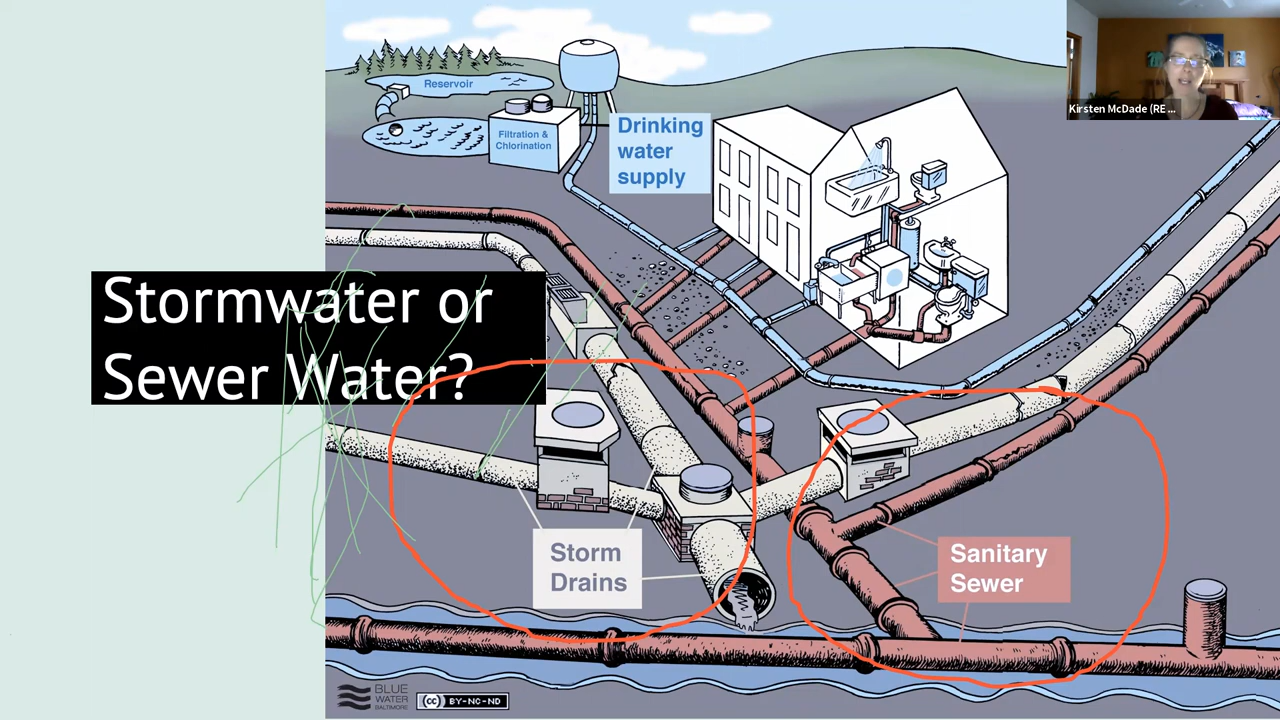 Kirsten McDade (RE ...
Reservoir
Filtration &
Chlorination
Drinking
water
supply
Stormwater or
Sewer Water?
Storm
Drains
Sanitary
Sewer
BLUE
WATER
BALTIMORE
cc BY-NC-ND